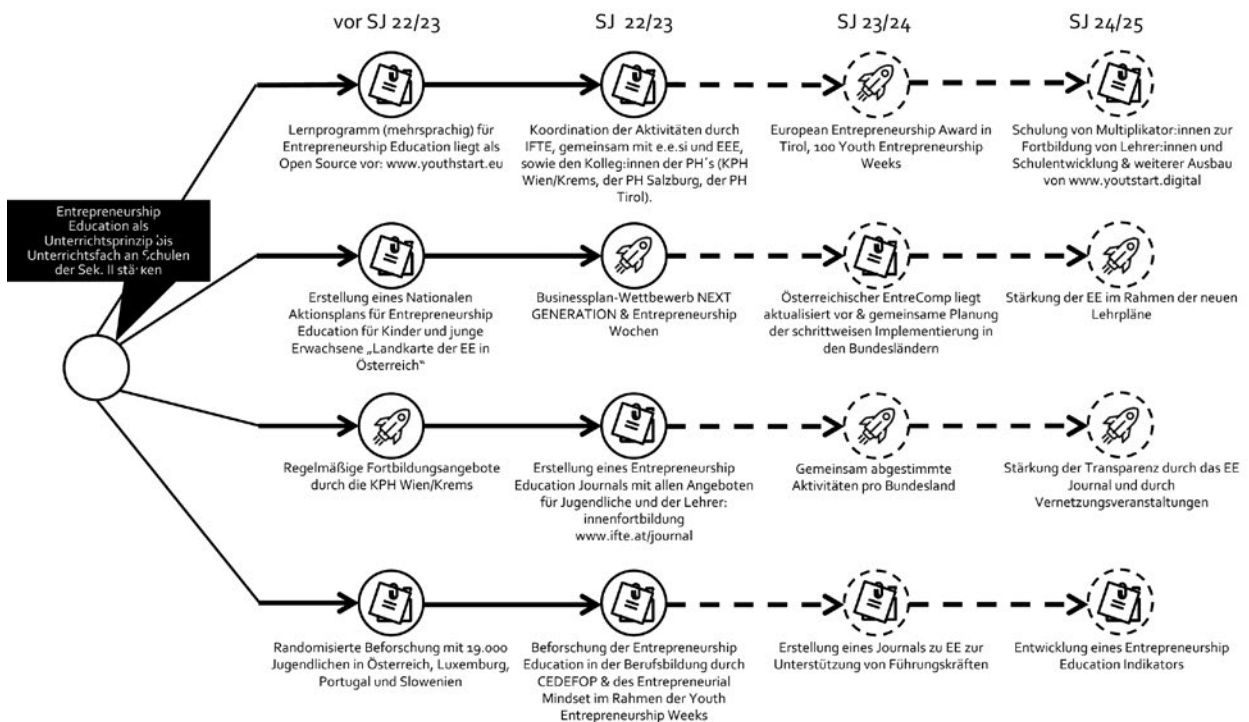 vor SJ 22/23
SJ 22/23
SJ 23/24
SJ 24/25
Lernprogramm (mehrsprachig) für
Entrepreneurship Education liegt als
Open Source vor: www.youthstart.eu
Koordination der Aktivitäten durch
IFTE, gemeinsam mit e.e.si und EEE,
sowie den Kolleg:innen der PH´s (KPH
Wien/Krems, der PH Salzburg, der PH
Tirol).
European Entrepreneurship Award in
Tirol, 100 Youth Entrepreneurship
Weeks
Schulung von Multiplikator:innen zur
Fortbildung von Lehrer:innen und
Schulentwicklung & weiterer Ausbau
von www.youtstart.digital
Entrepreneurship
Education als
Unterrichtsprinzip bis
Unterrichtsfach an Schulen
der Sek. II stärken
Erstellung eines Nationalen
Aktionsplans für Entrepreneurship
Education für Kinder und junge
Erwachsene „Landkarte der EE in
Österreich“
Businessplan-Wettbewerb NEXT
GENERATION & Entrepreneurship
Wochen
Österreichischer EntreComp liegt
aktualisiert vor & gemeinsame Planung
der schrittweisen Implementierung in
den Bundesländern
Stärkung der EE im Rahmen der neuen
Lehrpläne
Regelmäßige Fortbildungsangebote
durch die KPH Wien/Krems
Erstellung eines Entrepreneurship
Education Journals mit allen Angeboten
für Jugendliche und der Lehrer:
innenfortbildung
www.ifte.at/journal
Gemeinsam abgestimmte
Aktivitäten pro Bundesland
Stärkung der Transparenz durch das EE
Journal und durch
Vernetzungsveranstaltungen
Randomisierte Beforschung mit 19.000
Jugendlichen in Österreich, Luxemburg,
Portugal und Slowenien
Beforschung der Entrepreneurship
Education in der Berufsbildung durch
CEDEFOP & des Entrepreneurial
Mindset im Rahmen der Youth
Entrepreneurship Weeks
Erstellung eines Journals zu EE zur
Unterstützung von Führungskräften
Entwicklung eines Entrepreneurship
Education Indikators